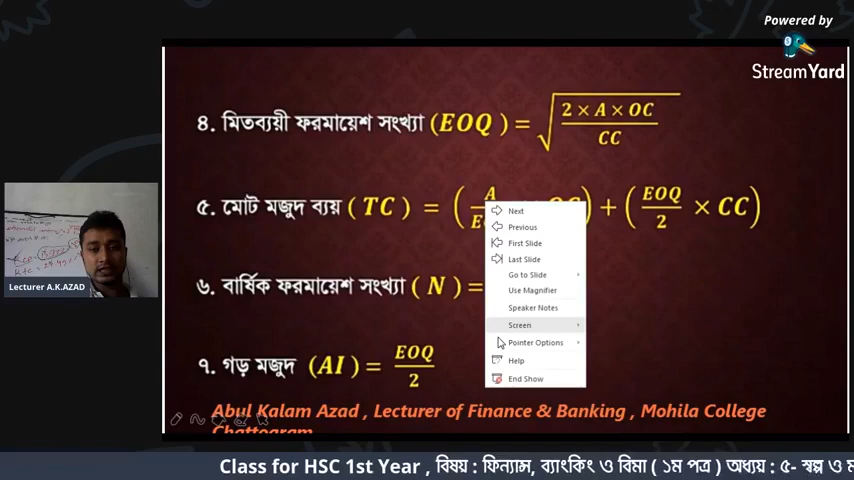 Powered by
StreamYard
৪. মিতব্যয়ী ফরমায়েশ সংখ্যা (EOQ) = √(2 × A × OC / CC)
৫. মোট মজুদ ব্যয় (TC) = (A / E OC) + (EOQ / 2 × CC)
৬. বার্ষিক ফরমায়েশ সংখ্যা (N) =
৭. গড় মজুদ (AI) = EOQ / 2
Next
Previous
First Slide
Last Slide
Go to Slide
Use Magnifier
Speaker Notes
Screen
Pointer Options
Help
End Show
Lecturer A.K.AZAD
Abul Kalam Azad , Lecturer of Finance & Banking , Mohila College
Chattogram
Class for HSC 1st Year , বিষয় : ফিন্যান্স, ব্যাংকিং ও বিমা ( ১ম পত্র ) অধ্যায় : ৫- স্বল্প ও ম